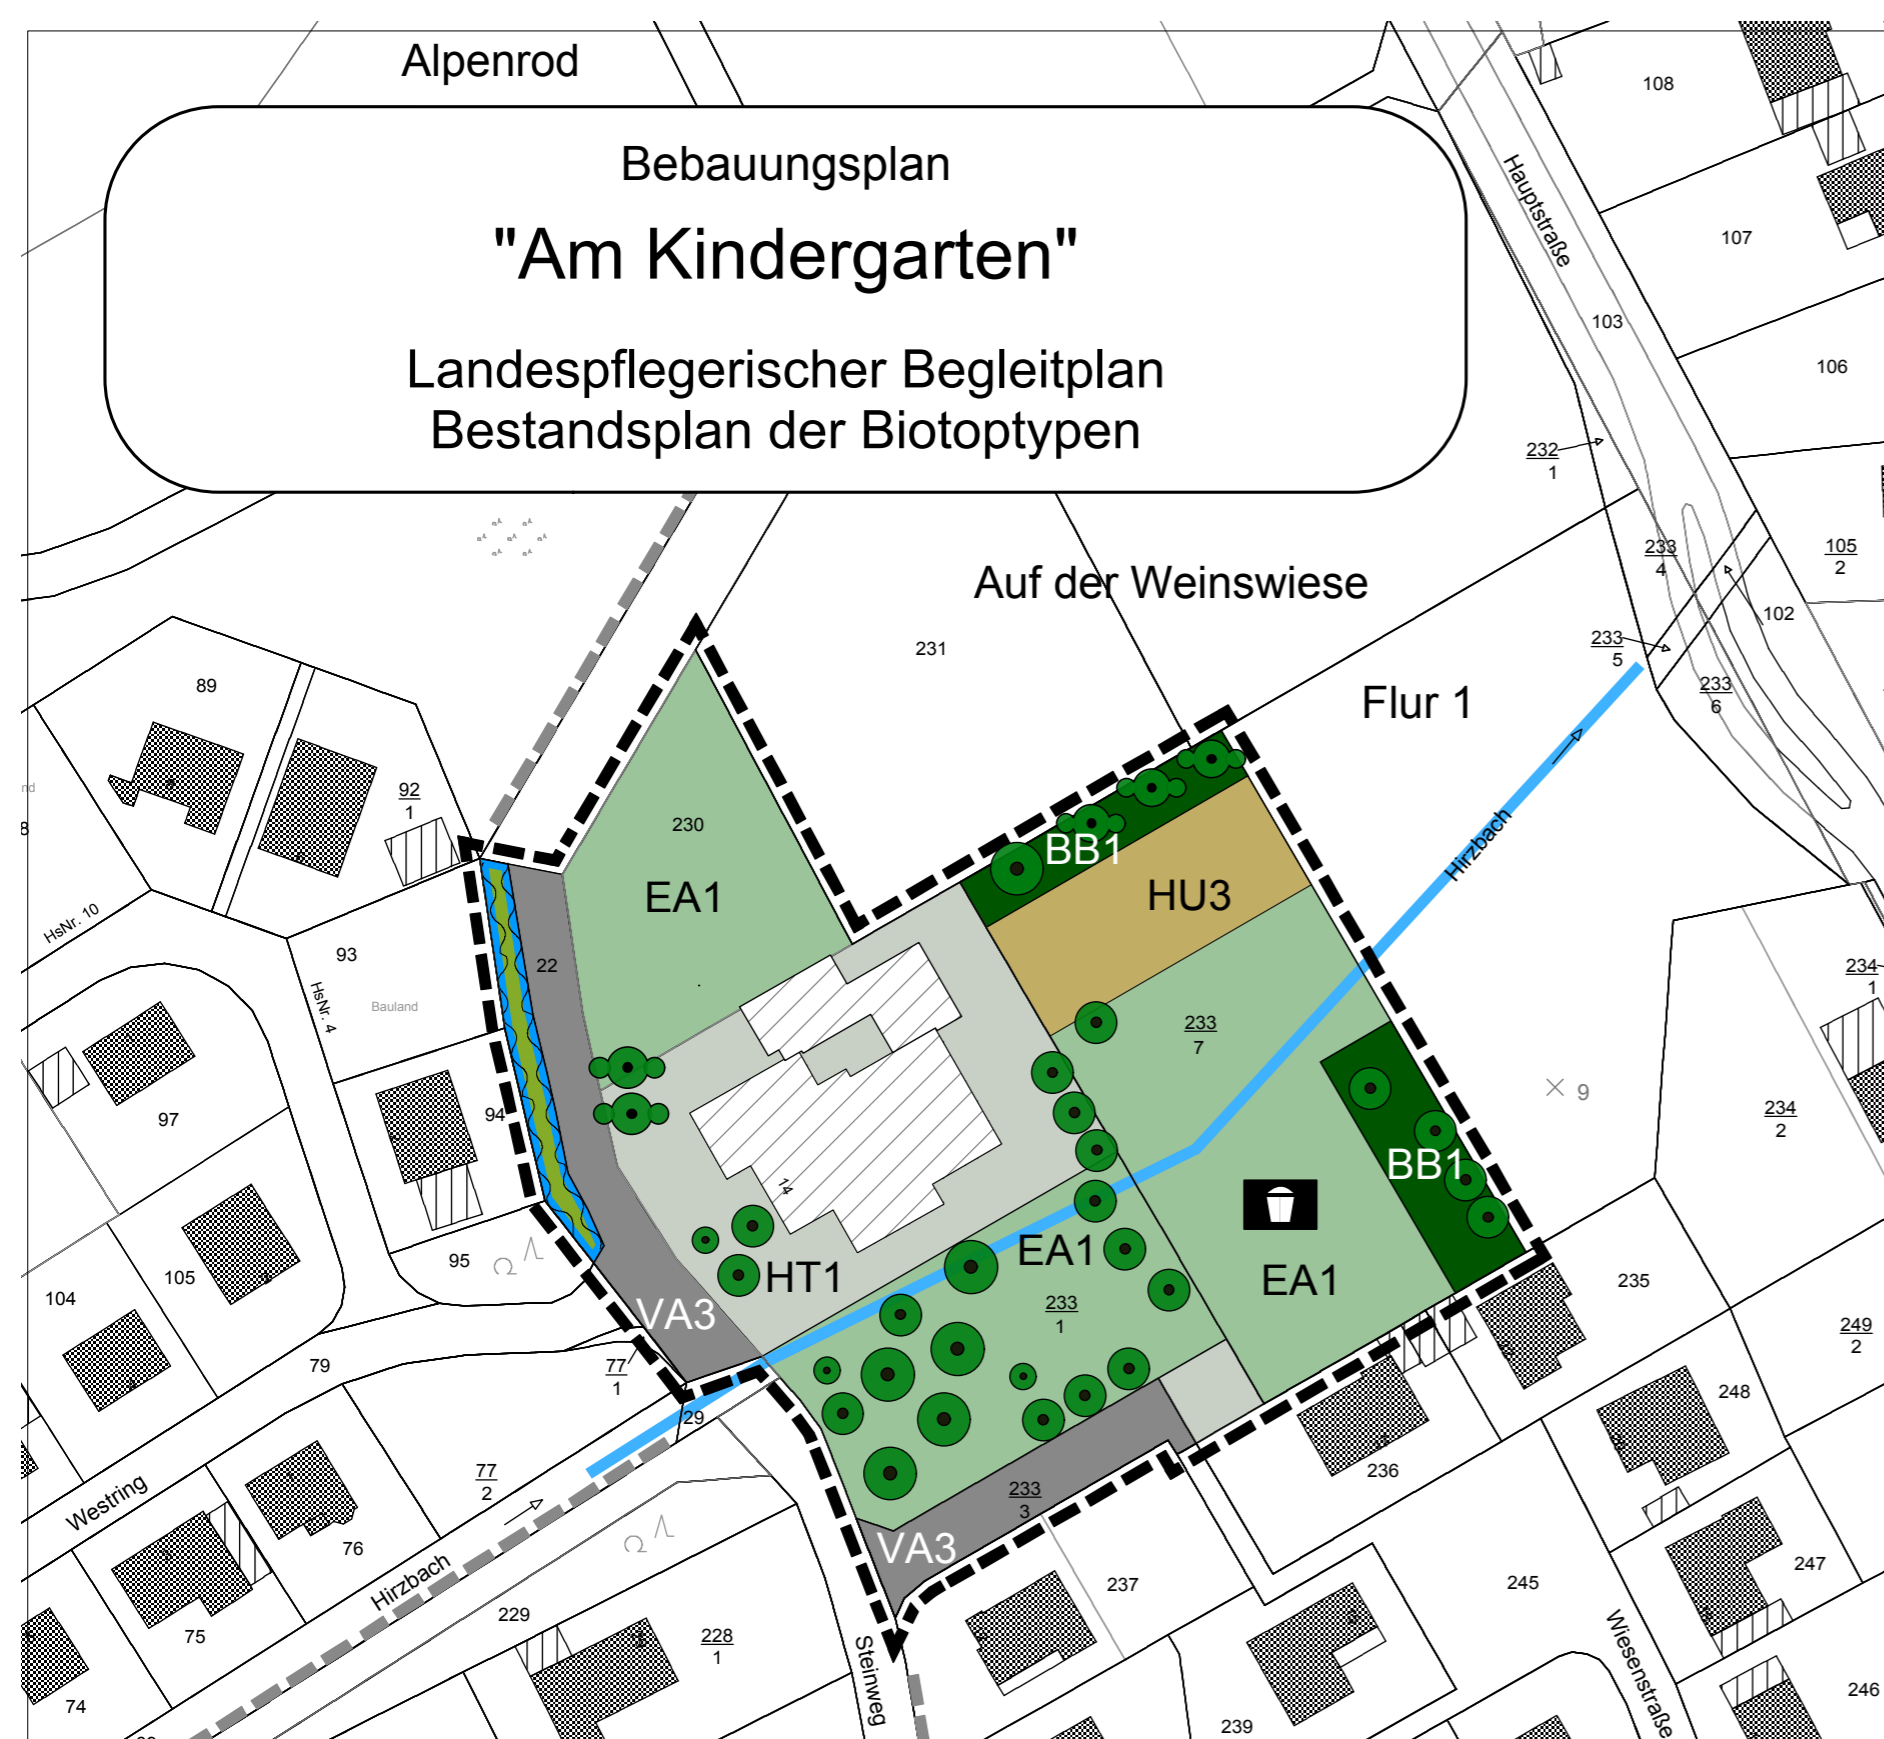 Alpenrod
Bebauungsplan
"Am Kindergarten"
Landespflegerischer Begleitplan
Bestandsplan der Biotoptypen
108
Hauptstraße
107
103
106
232
1
105
2
233
4
Auf der Weinswiese
102
231
233
5
Flur 1
233
6
89
nd
8
92
1
230
BB1
Hirzbach
EA1
HU3
HsNr. 10
93
22
HsNr. 4
Bauland
234
1
233
7
9
97
94
234
2
BB1
14
95
EA1
HT1
EA1
105
104
VA3
233
1
235
249
2
79
77
1
248
29
236
77
2
Westring
233
3
76
VA3
Hirzbach
237
245
247
229
75
228
1
Steinweg
Wiesenstraße
246
74
239